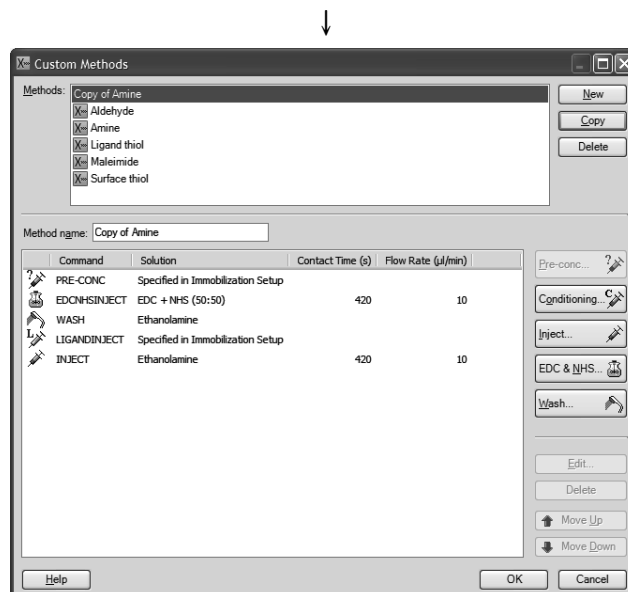 Custom Methods
Methods:
Copy of Amine
Aldehyde
Amine
Ligand thiol
Maleimide
Surface thiol
New
Copy
Delete
Method name: Copy of Amine
Command Solution Contact Time (s) Flow Rate (µl/min)
PRE-CONC Specified in Immobilization Setup
EDCNHSINJECT EDC + NHS (50:50) 420 10
WASH Ethanolamine
LIGANDINJECT Specified in Immobilization Setup
INJECT Ethanolamine 420 10
Pre-conc...
Conditioning...
Inject...
EDC & NHS...
Wash...
Edit...
Delete
Move Up
Move Down
Help
OK
Cancel